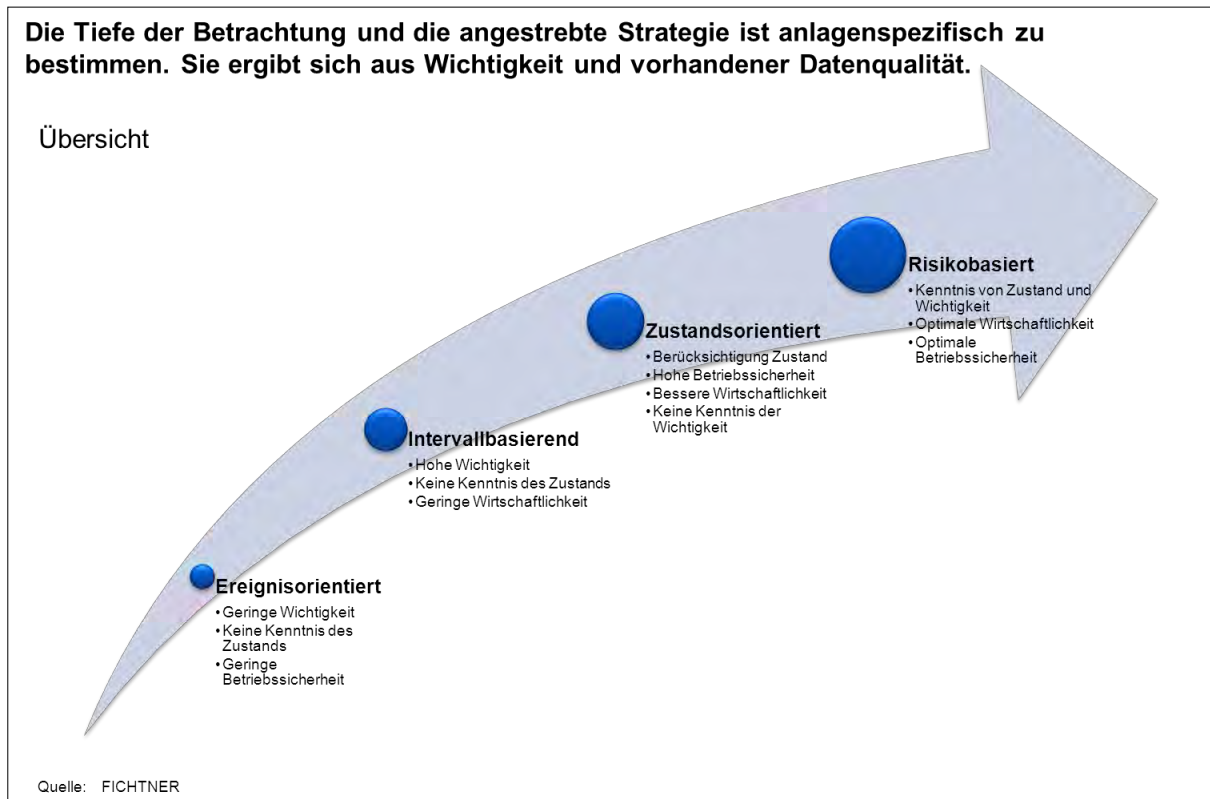 Die Tiefe der Betrachtung und die angestrebte Strategie ist anlagenspezifisch zu
bestimmen. Sie ergibt sich aus Wichtigkeit und vorhandener Datenqualität.
Übersicht
Risikobasiert
• Kenntnis von Zustand und
Wichtigkeit
• Optimale Wirtschaftlichkeit
• Optimale
Betriebssicherheit
Zustandsorientiert
• Berücksichtigung Zustand
• Hohe Betriebssicherheit
• Bessere Wirtschaftlichkeit
• Keine Kenntnis der
Wichtigkeit
Intervallbasierend
• Hohe Wichtigkeit
• Keine Kenntnis des Zustands
• Geringe Wirtschaftlichkeit
Ereignisorientiert
• Geringe Wichtigkeit
• Keine Kenntnis des
Zustands
• Geringe
Betriebssicherheit
Quelle: FICHTNER